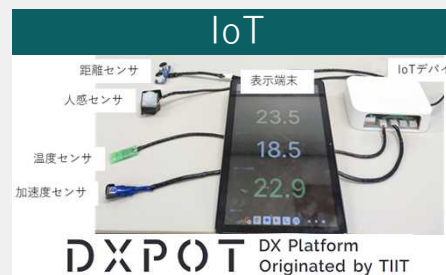 IoT
距離センサ
表示端末
IoTデバイ
人感センサ
23.5
18.5
温度センサ
22.9
加速度センサ
DXPOT
DX Platform
Originated by TIIT